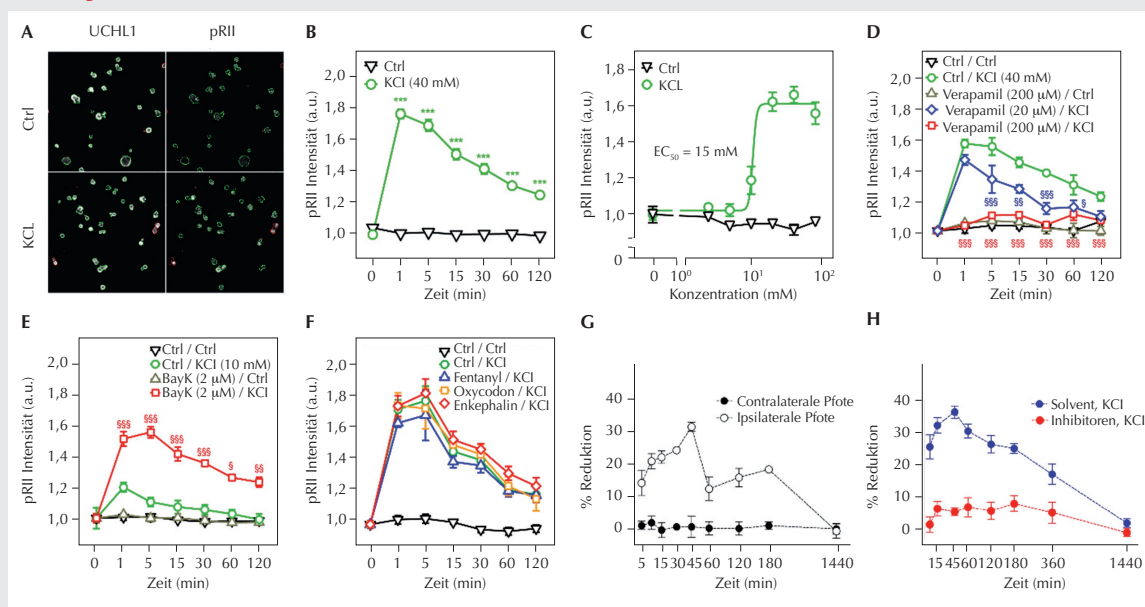 A
UCHL1
pRII
Ctrl
KCL
B
Ctrl
KCl (40 mM)
pRII Intensität (a.u.)
2,0
1,8
1,6
1,4
1,2
1,0
***
***
***
***
***
***
0 1 5 15 30 60 120
Zeit (min)
C
Ctrl
KCL
pRII Intensität (a,u,)
1,8
1,6
1,4
1,2
1,0
0
EC50 = 15 mM
0 10⁰ 10¹ 10²
Konzentration (mM)
D
Ctrl / Ctrl
Ctrl / KCl (40 mM)
Verapamil (200 µM) / Ctrl
Verapamil (20 µM) / KCl
Verapamil (200 µM) / KCl
pRII Intensität (a.u.)
2,0
1,8
1,6
1,4
1,2
1,0
§§§ §§ §§§ §
§§§ §§§ §§§ §§§ §§§ §§§
0 1 5 15 30 60 120
Zeit (min)
E
Ctrl / Ctrl
Ctrl / KCl (10 mM)
BayK (2 µM) / Ctrl
BayK (2 µM) / KCl
pRII Intensität (a.u.)
2,0
1,8
1,6
1,4
1,2
1,0
§§§ §§§ §§§ §§§ § §§
0 1 5 15 30 60 120
Zeit (min)
F
Ctrl / Ctrl
Ctrl / KCl
Fentanyl / KCl
Oxycodon / KCl
Enkephalin / KCl
pRII Intensität (a.u.)
2,0
1,8
1,6
1,4
1,2
1,0
0 1 5 15 30 60 120
Zeit (min)
G
Contralaterale Pfote
Ipsilaterale Pfote
% Reduktion
40
30
20
10
0
5 15 30 45 60 120 180 1440
Zeit (min)
H
Solvent, KCl
Inhibitoren, KCl
% Reduktion
40
30
20
10
0
15 45 60 120 180 360 1440
Zeit (min)